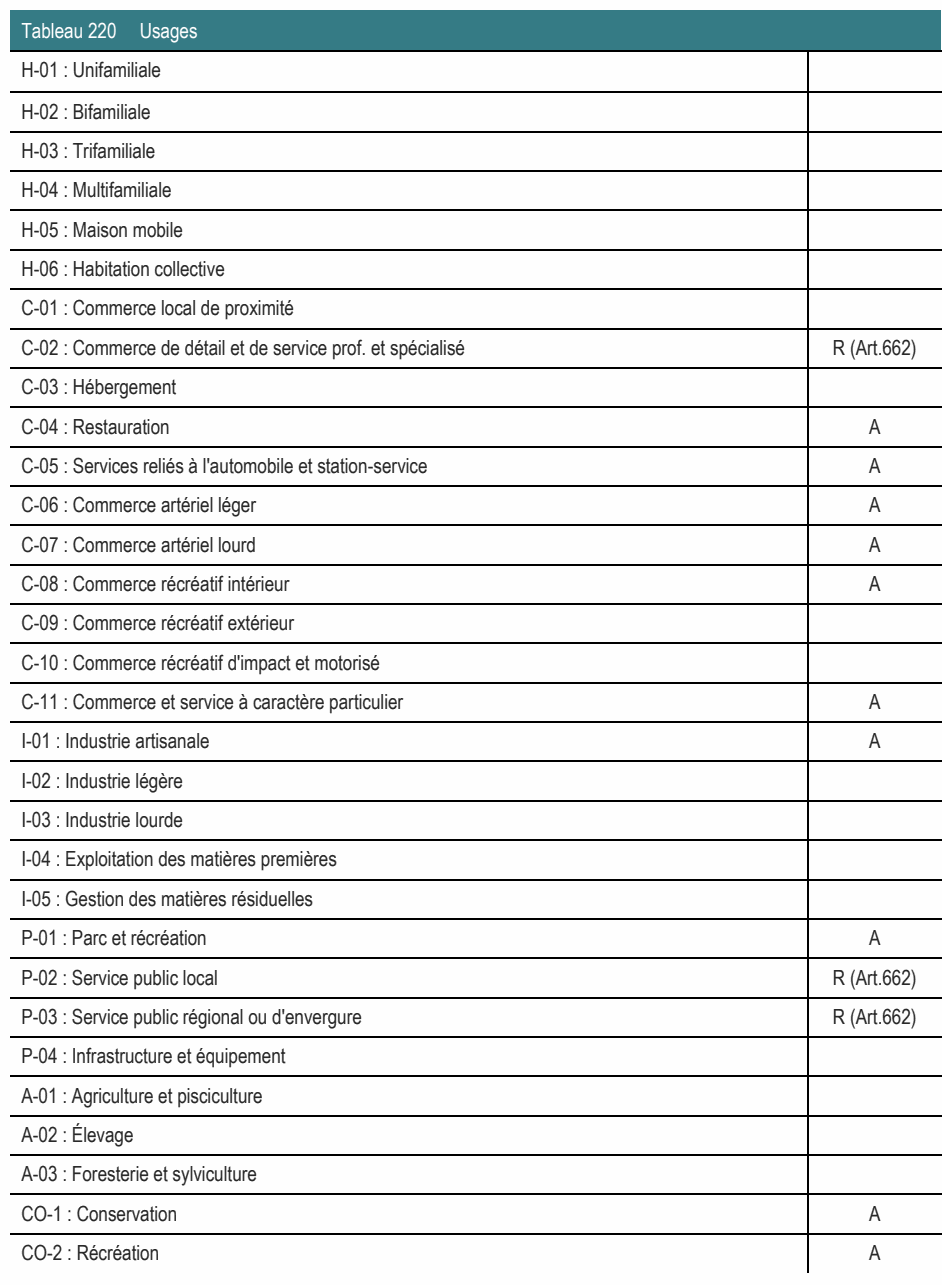 Tableau 220 Usages
H-01 : Unifamiliale
H-02 : Bifamiliale
H-03 : Trifamiliale
H-04 : Multifamiliale
H-05 : Maison mobile
H-06 : Habitation collective
C-01 : Commerce local de proximité
C-02 : Commerce de détail et de service prof. et spécialisé R (Art.662)
C-03 : Hébergement
C-04 : Restauration A
C-05 : Services reliés à l'automobile et station-service A
C-06 : Commerce artériel léger A
C-07 : Commerce artériel lourd A
C-08 : Commerce récréatif intérieur A
C-09 : Commerce récréatif extérieur
C-10 : Commerce récréatif d'impact et motorisé
C-11 : Commerce et service à caractère particulier A
I-01 : Industrie artisanale A
I-02 : Industrie légère
I-03 : Industrie lourde
I-04 : Exploitation des matières premières
I-05 : Gestion des matières résiduelles
P-01 : Parc et récréation A
P-02 : Service public local R (Art.662)
P-03 : Service public régional ou d'envergure R (Art.662)
P-04 : Infrastructure et équipement
A-01 : Agriculture et pisciculture
A-02 : Élevage
A-03 : Foresterie et sylviculture
CO-1 : Conservation A
CO-2 : Récréation A